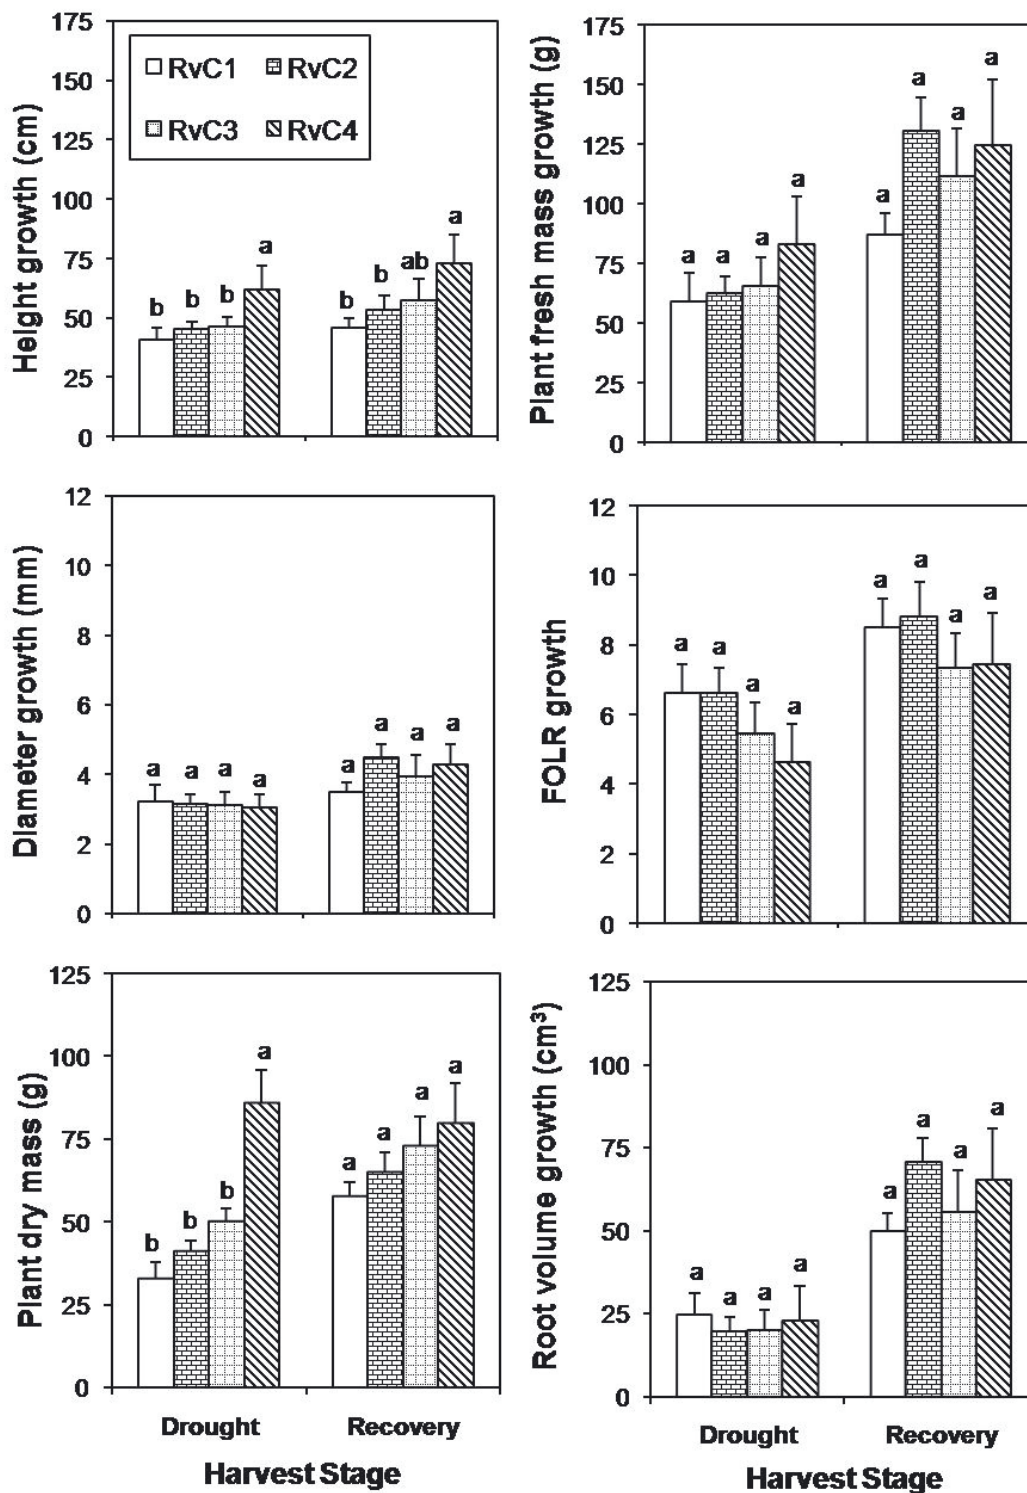 175
150
125
100
75
50
25
0
Height growth (cm)
RvC1 RvC2
RvC3 RvC4
b b b a
b b ab a
175
150
125
100
75
50
25
0
Plant fresh mass growth (g)
a a a a
a a a a
12
10
8
6
4
2
0
Diameter growth (mm)
a a a a
a a a a
12
10
8
6
4
2
0
FOLR growth
a a a a
a a a a
125
100
75
50
25
0
Plant dry mass (g)
b b b a
a a a a
Drought Recovery
Harvest Stage
125
100
75
50
25
0
Root volume growth (cm³)
a a a a
a a a a
Drought Recovery
Harvest Stage